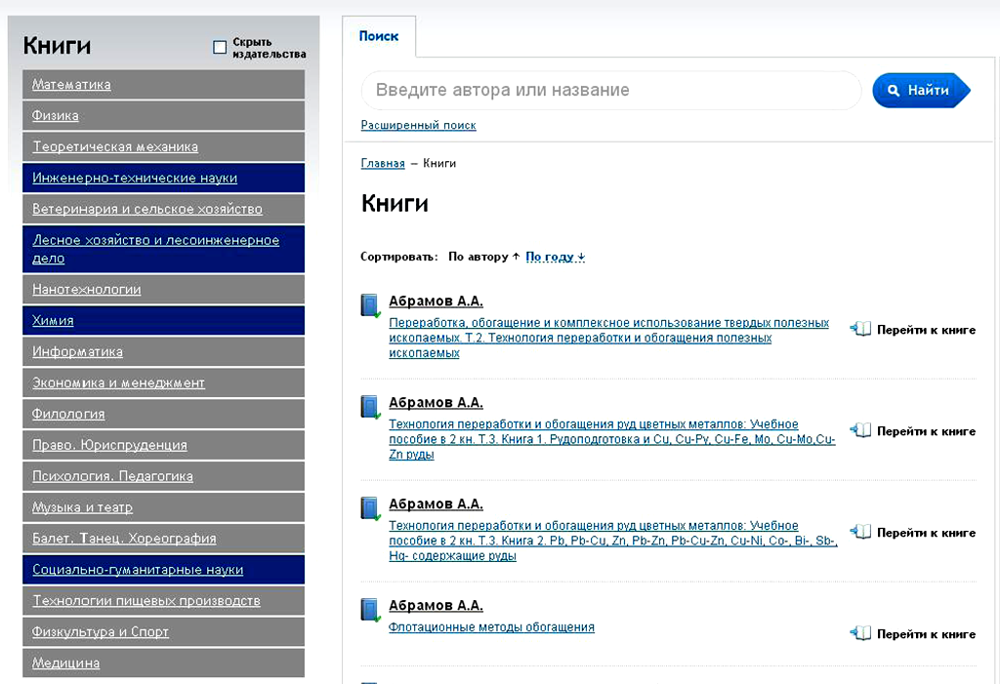 Книги
Скрыть
издательства
Математика
Физика
Теоретическая механика
Инженерно-технические науки
Ветеринария и сельское хозяйство
Лесное хозяйство и лесоинженерное
дело
Нанотехнологии
Химия
Информатика
Экономика и менеджмент
Филология
Право. Юриспруденция
Психология. Педагогика
Музыка и театр
Балет. Танец. Хореография
Социально-гуманитарные науки
Технологии пищевых производств
Физкультура и Спорт
Медицина
Поиск
Введите автора или название
Найти
Расширенный поиск
Главная – Книги
Книги
Сортировать: По автору ↑ По году ↓
Абрамов А.А.
Переработка, обогащение и комплексное использование твердых полезных
ископаемых. Т.2. Технология переработки и обогащения полезных
ископаемых
Перейти к книге
Абрамов А.А.
Технология переработки и обогащения руд цветных металлов: Учебное
пособие в 2 кн. Т.3. Книга 1. Рудоподготовка и Cu, Cu-Py, Cu-Fe, Mo, Cu-Mo,Cu-
Zn руды
Перейти к книге
Абрамов А.А.
Технология переработки и обогащения руд цветных металлов: Учебное
пособие в 2 кн. Т.3. Книга 2. Pb, Pb-Cu, Zn, Pb-Zn, Pb-Cu-Zn, Cu-Ni, Co-, Bi-, Sb-,
Hg- содержащие руды
Перейти к книге
Абрамов А.А.
Флотационные методы обогащения
Перейти к книге